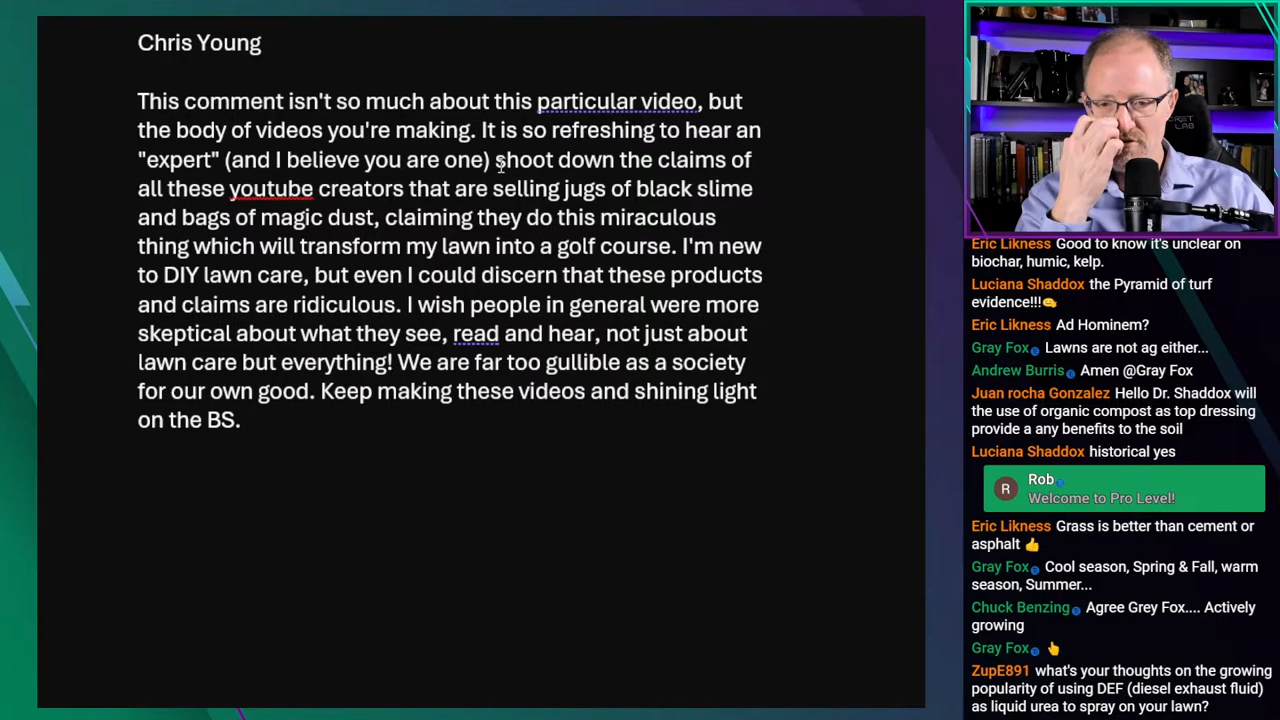 Chris Young
This comment isn't so much about this particular video, but
the body of videos you're making. It is so refreshing to hear an
"expert" (and I believe you are one) shoot down the claims of
all these youtube creators that are selling jugs of black slime
and bags of magic dust, claiming they do this miraculous
thing which will transform my lawn into a golf course. I'm new
to DIY lawn care, but even I could discern that these products
and claims are ridiculous. I wish people in general were more
skeptical about what they see, read and hear, not just about
lawn care but everything! We are far too gullible as a society
for our own good. Keep making these videos and shining light
on the BS.
Eric Likness Good to know it's unclear on
biochar, humic, kelp.
Luciana Shaddox the Pyramid of turf
evidence!!!
Eric Likness Ad Hominem?
Gray Fox Lawns are not ag either...
Andrew Burris Amen @Gray Fox
Juan rocha Gonzalez Hello Dr. Shaddox will
the use of organic compost as top dressing
provide a any benefits to the soil
Luciana Shaddox historical yes
R
Rob
Welcome to Pro Level!
Eric Likness Grass is better than cement or
asphalt 👍
Gray Fox Cool season, Spring & Fall, warm
season, Summer...
Chuck Benzing Agree Grey Fox.... Actively
growing
Gray Fox 👆
ZupE891 what's your thoughts on the growing
popularity of using DEF (diesel exhaust fluid)
as liquid urea to spray on your lawn?